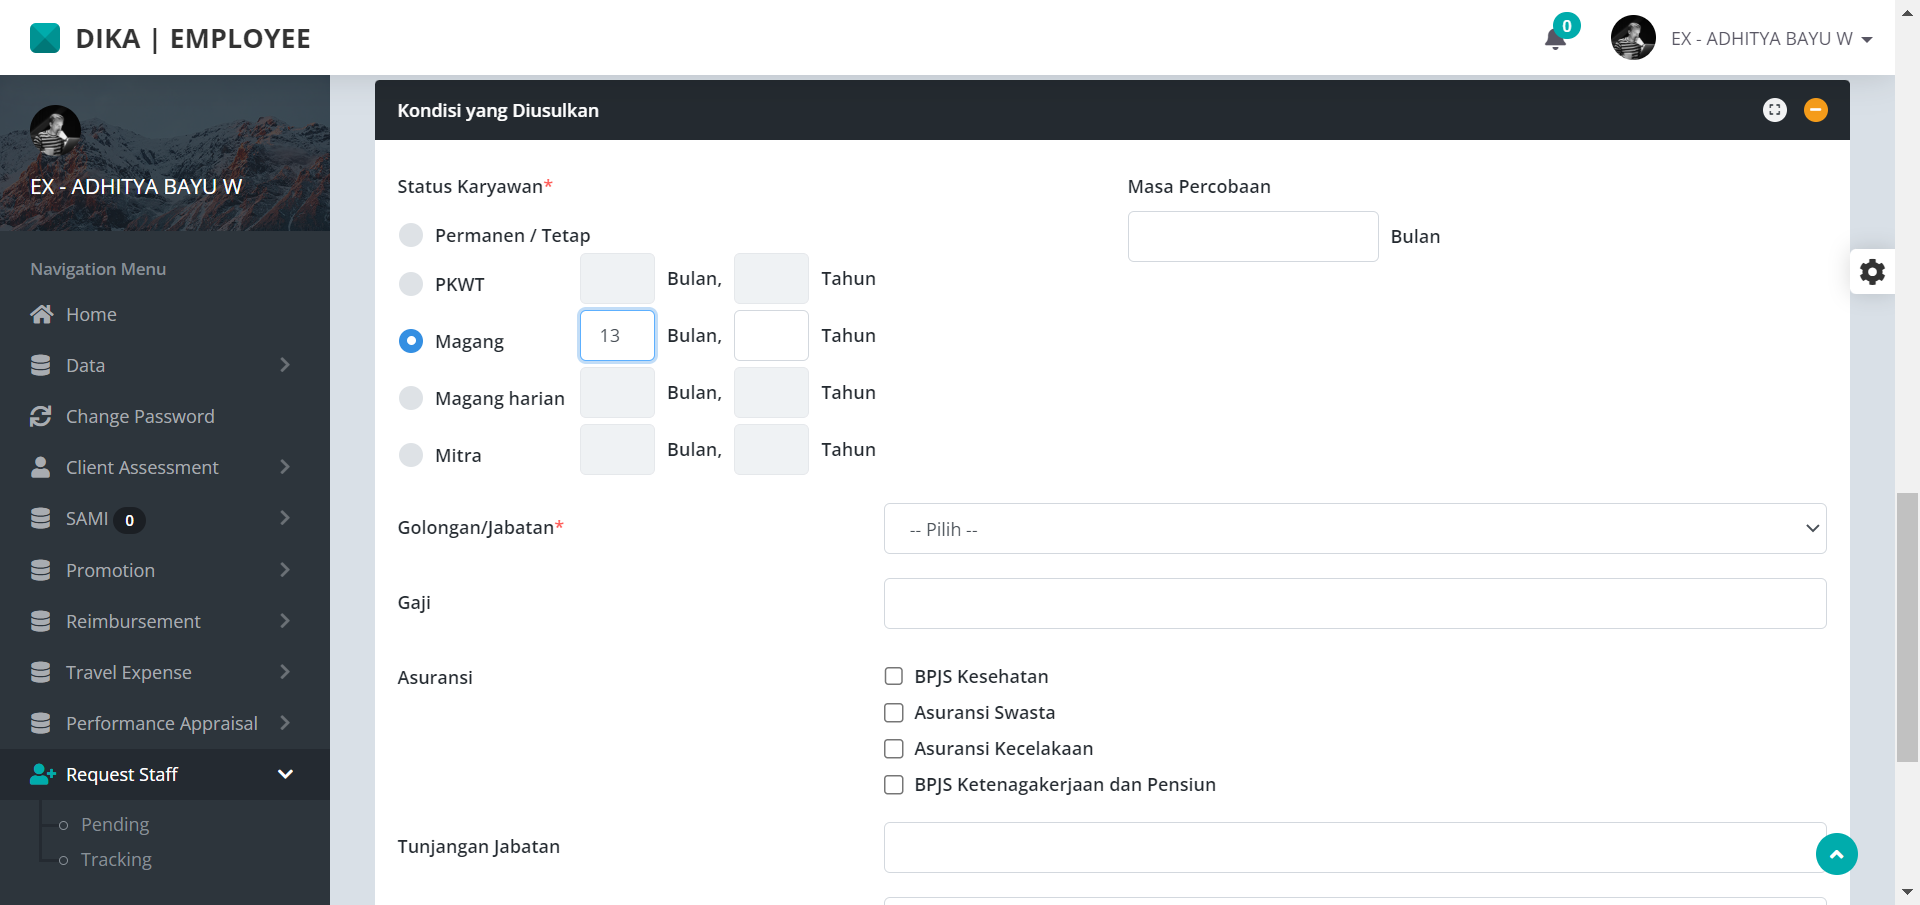 DIKA | EMPLOYEE
0
EX - ADHITYA BAYU W
EX - ADHITYA BAYU W
Navigation Menu
Home
Data
Change Password
Client Assessment
SAMI 0
Promotion
Reimbursement
Travel Expense
Performance Appraisal
Request Staff
Pending
Tracking
Kondisi yang Diusulkan
Status Karyawan*
Permanen / Tetap
PKWT Bulan, Tahun
Magang 13 Bulan, Tahun
Magang harian Bulan, Tahun
Mitra Bulan, Tahun
Masa Percobaan
Bulan
Golongan/Jabatan* -- Pilih --
Gaji
Asuransi
BPJS Kesehatan
Asuransi Swasta
Asuransi Kecelakaan
BPJS Ketenagakerjaan dan Pensiun
Tunjangan Jabatan